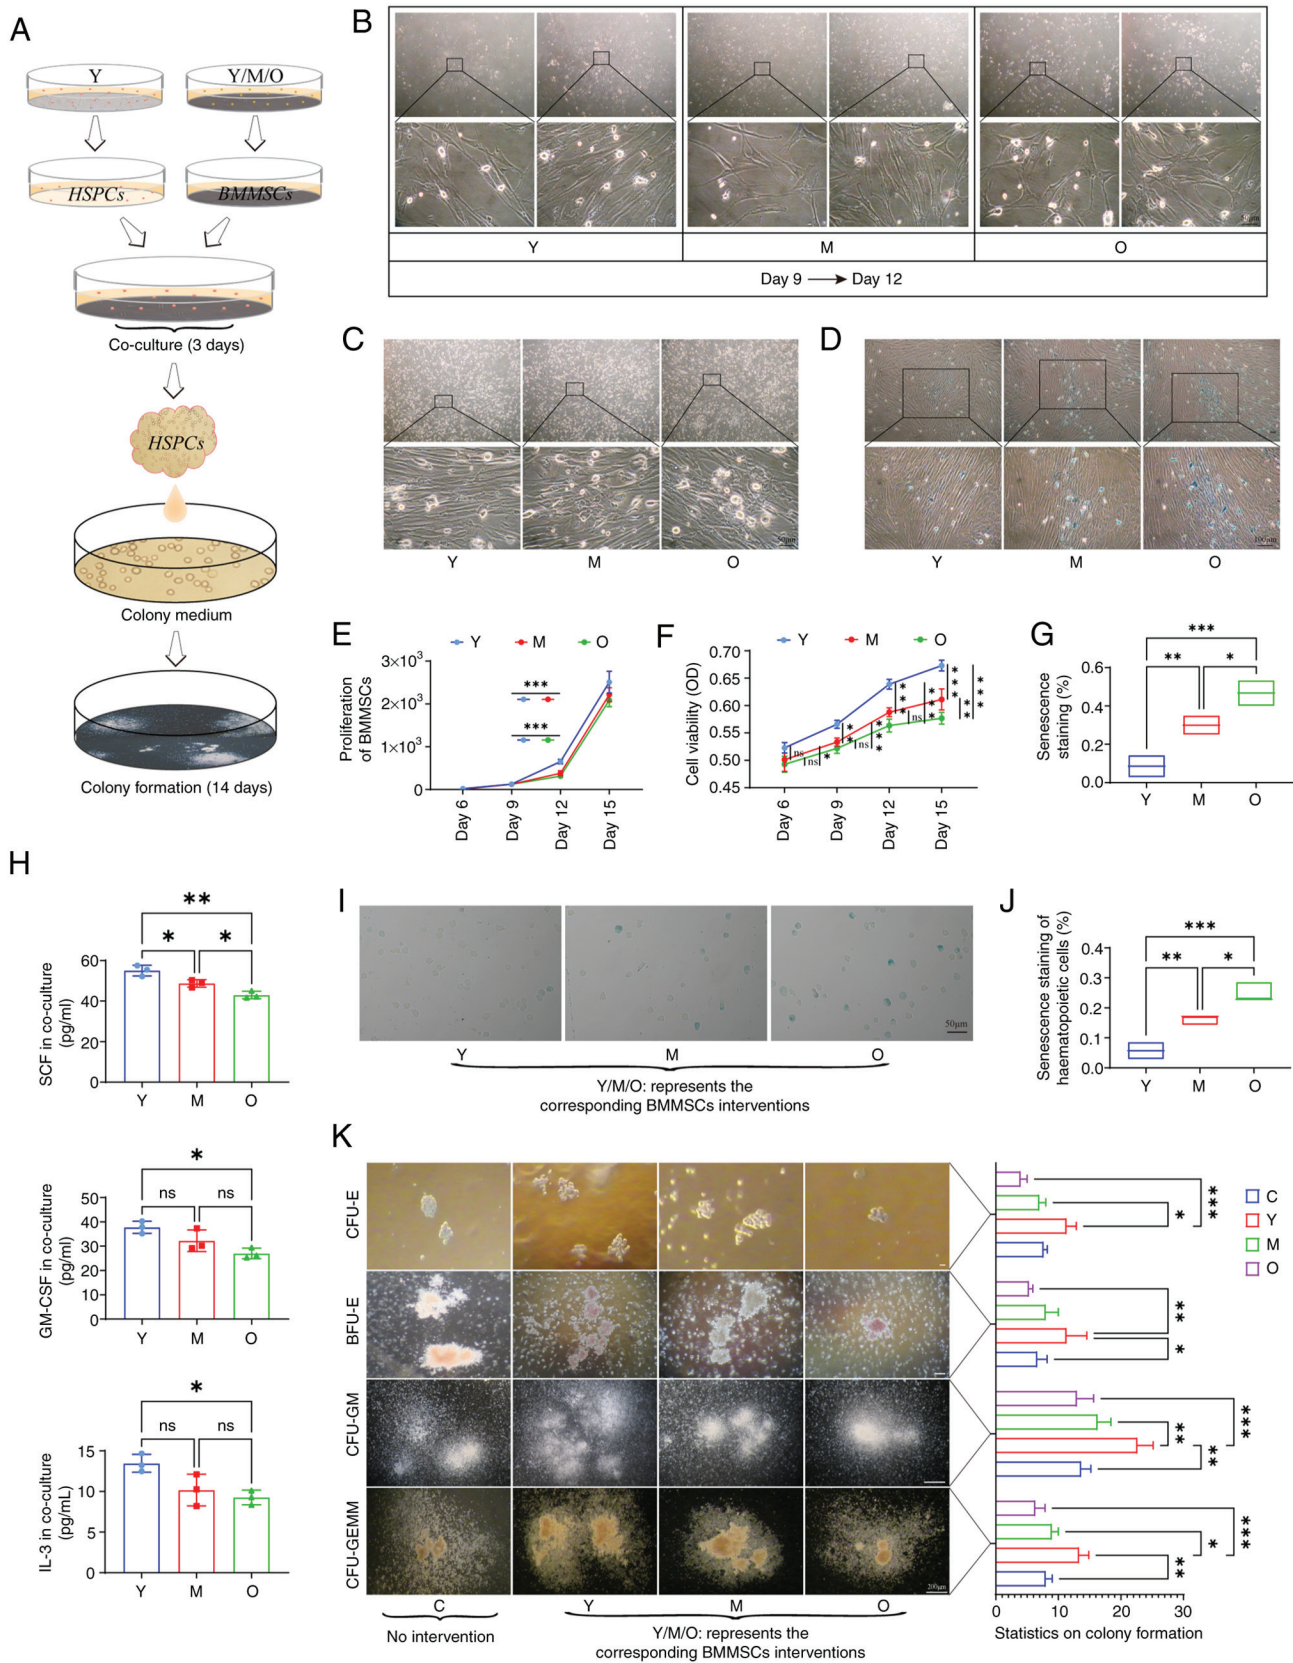 A
Y
Y/M/O
HSPCs
BMMSCs
Co-culture (3 days)
HSPCs
Colony medium
Colony formation (14 days)
B
50μm
Y
M
O
Day 9
Day 12
C
50μm
Y
M
O
D
100μm
Y
M
O
E
Y
M
O
Proliferation
of BMMSCs
3×10³
2×10³
1×10³
0
***
***
Day 6
Day 9
Day 12
Day 15
F
Y
M
O
Cell viability (OD)
0.70
0.65
0.60
0.55
0.50
0.45
ns
ns
*
**
ns
**
***
ns
***
***
**
***
Day 6
Day 9
Day 12
Day 15
G
Senescence
staining (%)
0.6
0.4
0.2
0.0
***
**
*
Y
M
O
H
SCF in co-culture
(pg/ml)
60
40
20
0
**
*
*
Y
M
O
GM-CSF in co-culture
(pg/ml)
50
40
30
20
10
0
*
ns
ns
Y
M
O
IL-3 in co-culture
(pg/mL)
15
10
5
0
*
ns
ns
Y
M
O
I
50μm
Y
M
O
Y/M/O: represents the
corresponding BMMSCs interventions
J
Senescence staining of
haematopoietic cells (%)
0.4
0.3
0.2
0.1
0.0
***
**
*
Y
M
O
K
CFU-E
BFU-E
CFU-GM
CFU-GEMM
200μm
C
Y
M
O
No intervention
Y/M/O: represents the
corresponding BMMSCs interventions
*
***
**
*
**
**
***
**
*
***
C
Y
M
O
0
10
20
30
Statistics on colony formation